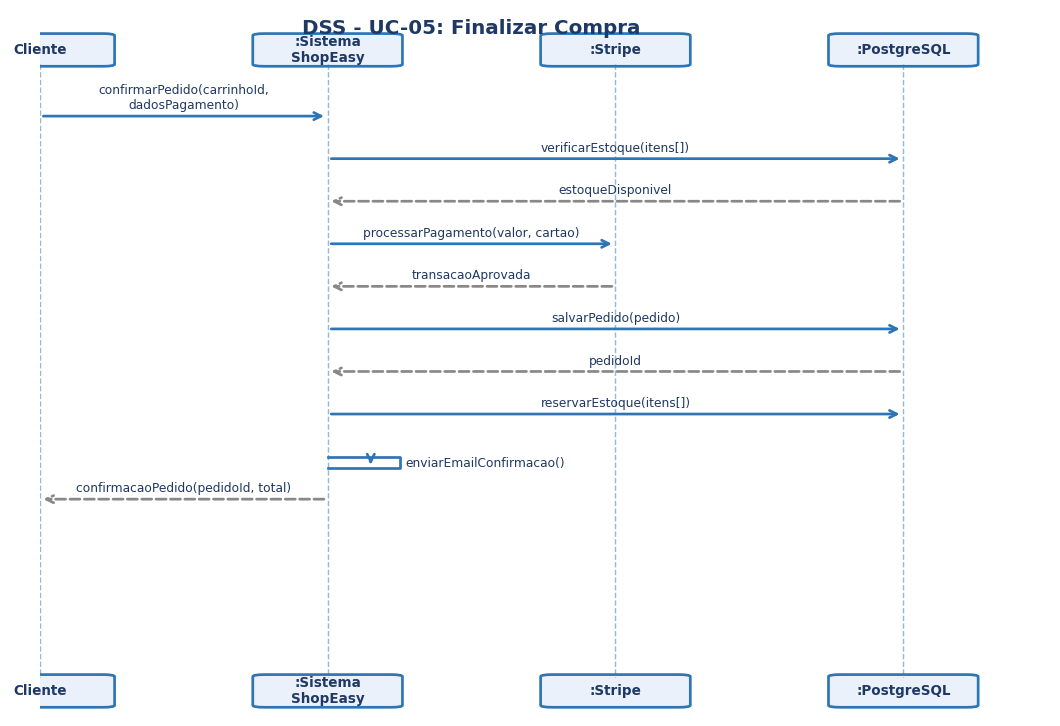 DSS - UC-05: Finalizar Compra
Cliente
:Sistema
ShopEasy
:Stripe
:PostgreSQL
confirmarPedido(carrinhoId,
dadosPagamento)
verificarEstoque(itens[])
estoqueDisponivel
processarPagamento(valor, cartao)
transacaoAprovada
salvarPedido(pedido)
pedidoId
reservarEstoque(itens[])
enviarEmailConfirmacao()
confirmacaoPedido(pedidoId, total)
Cliente
:Sistema
ShopEasy
:Stripe
:PostgreSQL